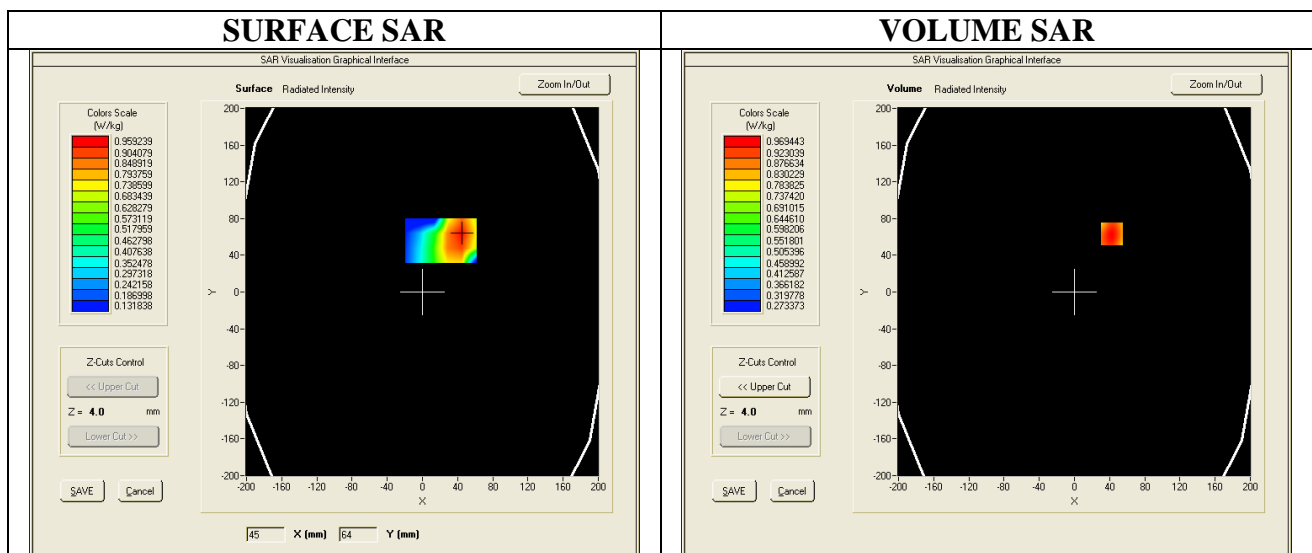 SURFACE SAR
VOLUME SAR
SAR Visualisation Graphical Interface
Surface Radiated Intensity
Zoom In/Out
Colors Scale
(W/kg)
0.959239
0.904079
0.848919
0.793759
0.738599
0.683439
0.628279
0.573119
0.517959
0.462798
0.407638
0.352478
0.297318
0.242158
0.186998
0.131838
Z-Cuts Control
<< Upper Cut
Z = 4.0 mm
Lower Cut >>
SAVE Cancel
200
160
120
80
40
0
-40
-80
-120
-160
-200
Y
-200 -160 -120 -80 -40 0 40 80 120 160 200
X
45 X (mm) 64 Y (mm)
SAR Visualisation Graphical Interface
Volume Radiated Intensity
Zoom In/Out
Colors Scale
(W/kg)
0.969443
0.923039
0.876634
0.830229
0.783825
0.737420
0.691015
0.644610
0.598206
0.551801
0.505396
0.458992
0.412587
0.366182
0.319778
0.273373
Z-Cuts Control
<< Upper Cut
Z = 4.0 mm
Lower Cut >>
SAVE Cancel
200
160
120
80
40
0
-40
-80
-120
-160
-200
Y
-200 -160 -120 -80 -40 0 40 80 120 160 200
X